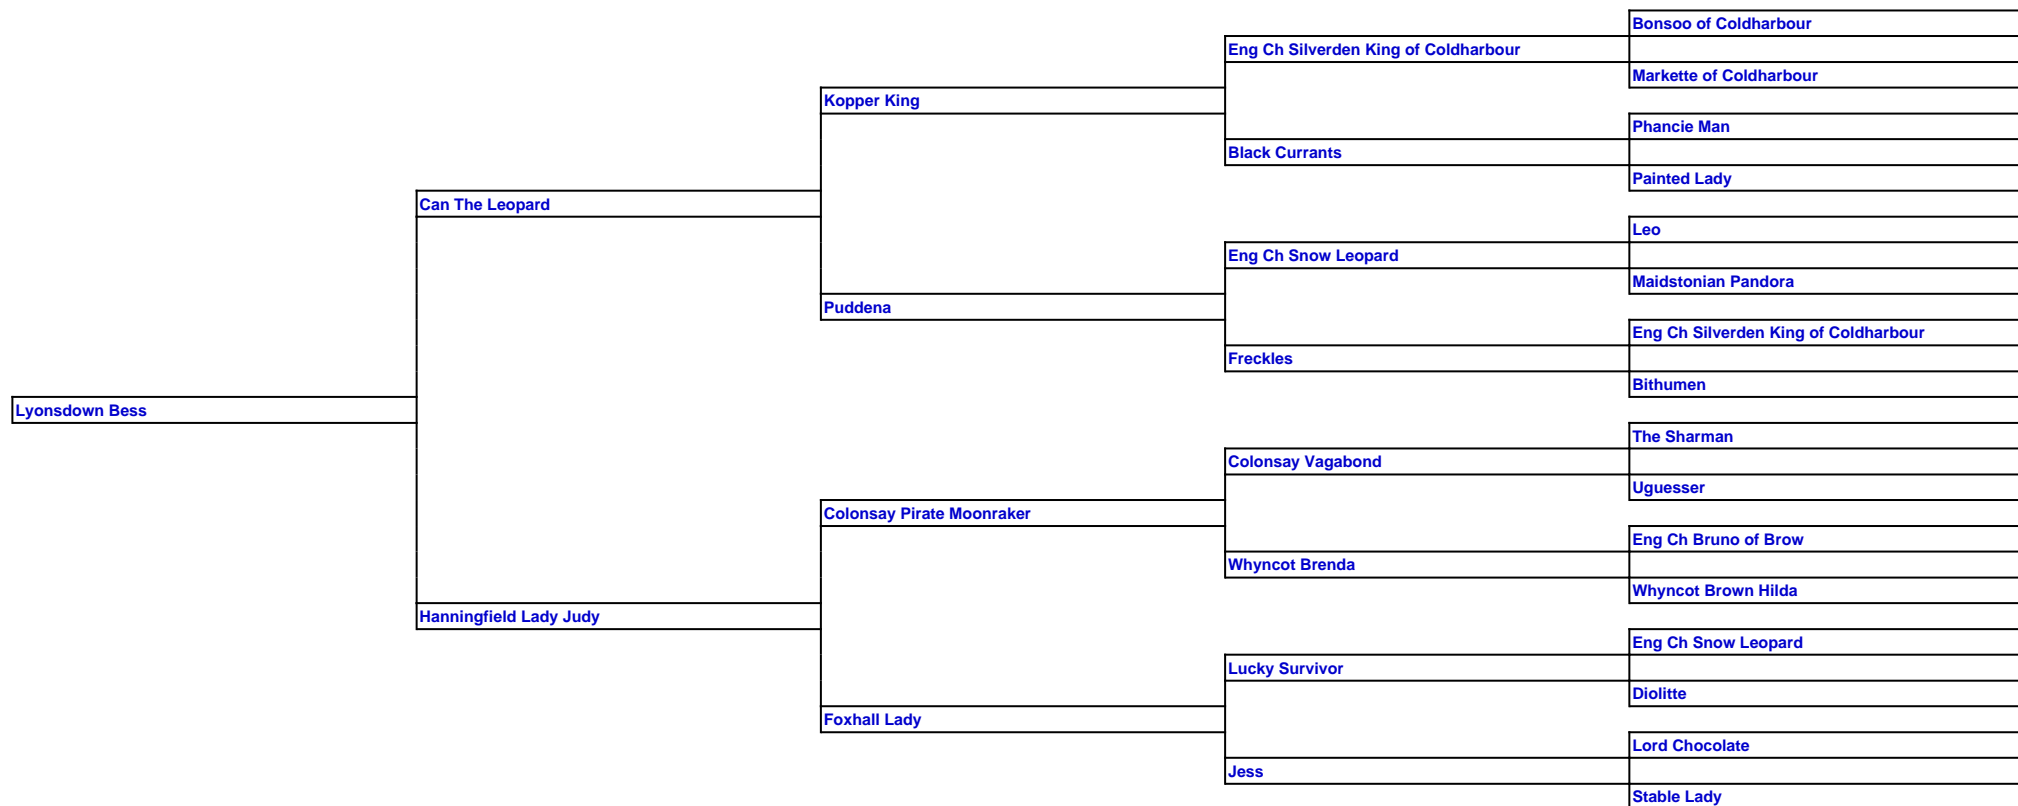 Bonsoo of Coldharbour
Eng Ch Silverden King of Coldharbour
Markette of Coldharbour
Kopper King
Phancie Man
Black Currants
Painted Lady
Can The Leopard
Leo
Eng Ch Snow Leopard
Maidstonian Pandora
Puddena
Eng Ch Silverden King of Coldharbour
Freckles
Bithumen
Lyonsdown Bess
The Sharman
Colonsay Vagabond
Uguesser
Colonsay Pirate Moonraker
Eng Ch Bruno of Brow
Whyncot Brenda
Whyncot Brown Hilda
Hanningfield Lady Judy
Eng Ch Snow Leopard
Lucky Survivor
Diolitte
Foxhall Lady
Lord Chocolate
Jess
Stable Lady